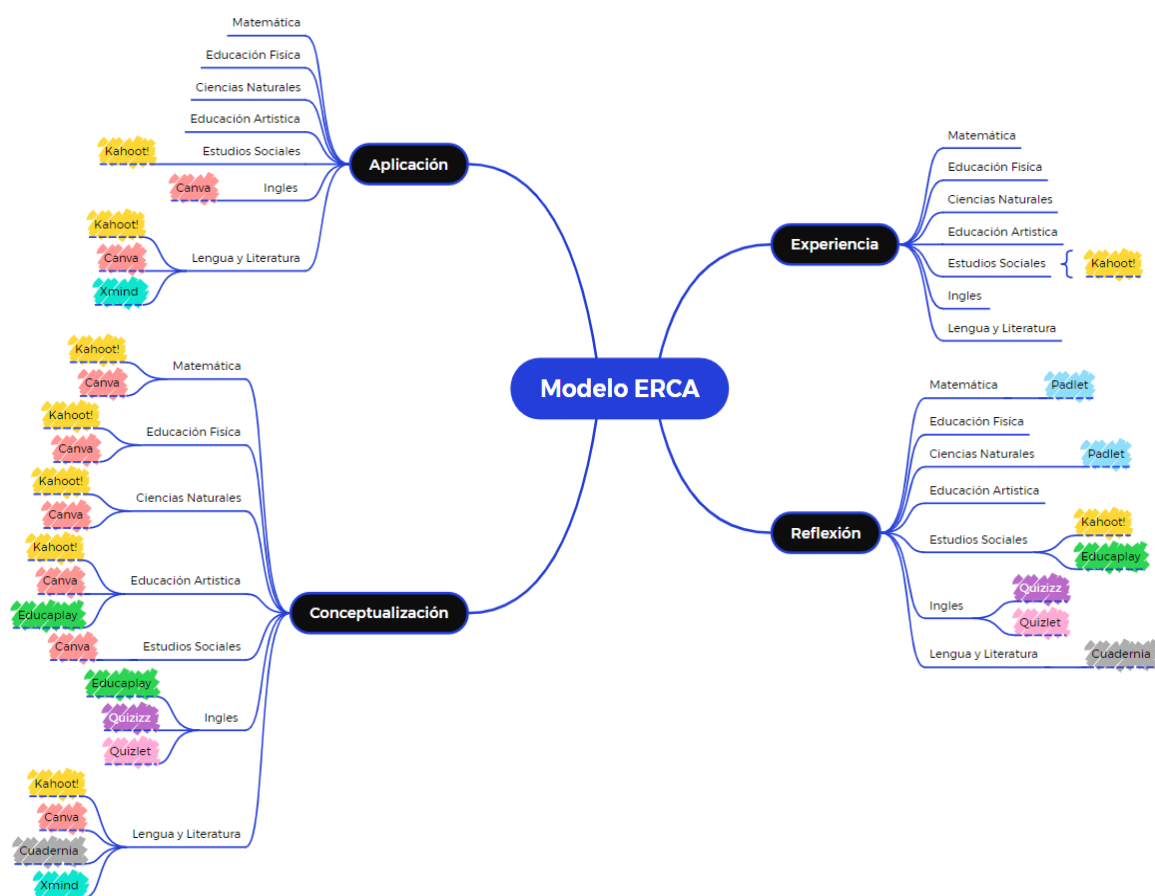 Modelo ERCA
Experiencia
Matemática
Educación Fisíca
Ciencias Naturales
Educación Artistica
Estudios Sociales
Kahoot!
Ingles
Lengua y Literatura
Reflexión
Matemática
Padlet
Educación Fisíca
Ciencias Naturales
Padlet
Educación Artistica
Estudios Sociales
Kahoot!
Educaplay
Ingles
Quizizz
Quizlet
Lengua y Literatura
Cuadernia
Conceptualización
Matemática
Kahoot!
Canva
Educación Fisíca
Kahoot!
Canva
Ciencias Naturales
Kahoot!
Canva
Educación Artistica
Kahoot!
Canva
Educaplay
Estudios Sociales
Canva
Ingles
Educaplay
Quizizz
Quizlet
Lengua y Literatura
Kahoot!
Canva
Cuadernia
Xmind
Aplicación
Matemática
Educación Fisíca
Ciencias Naturales
Educación Artistica
Estudios Sociales
Kahoot!
Ingles
Canva
Lengua y Literatura
Kahoot!
Canva
Xmind